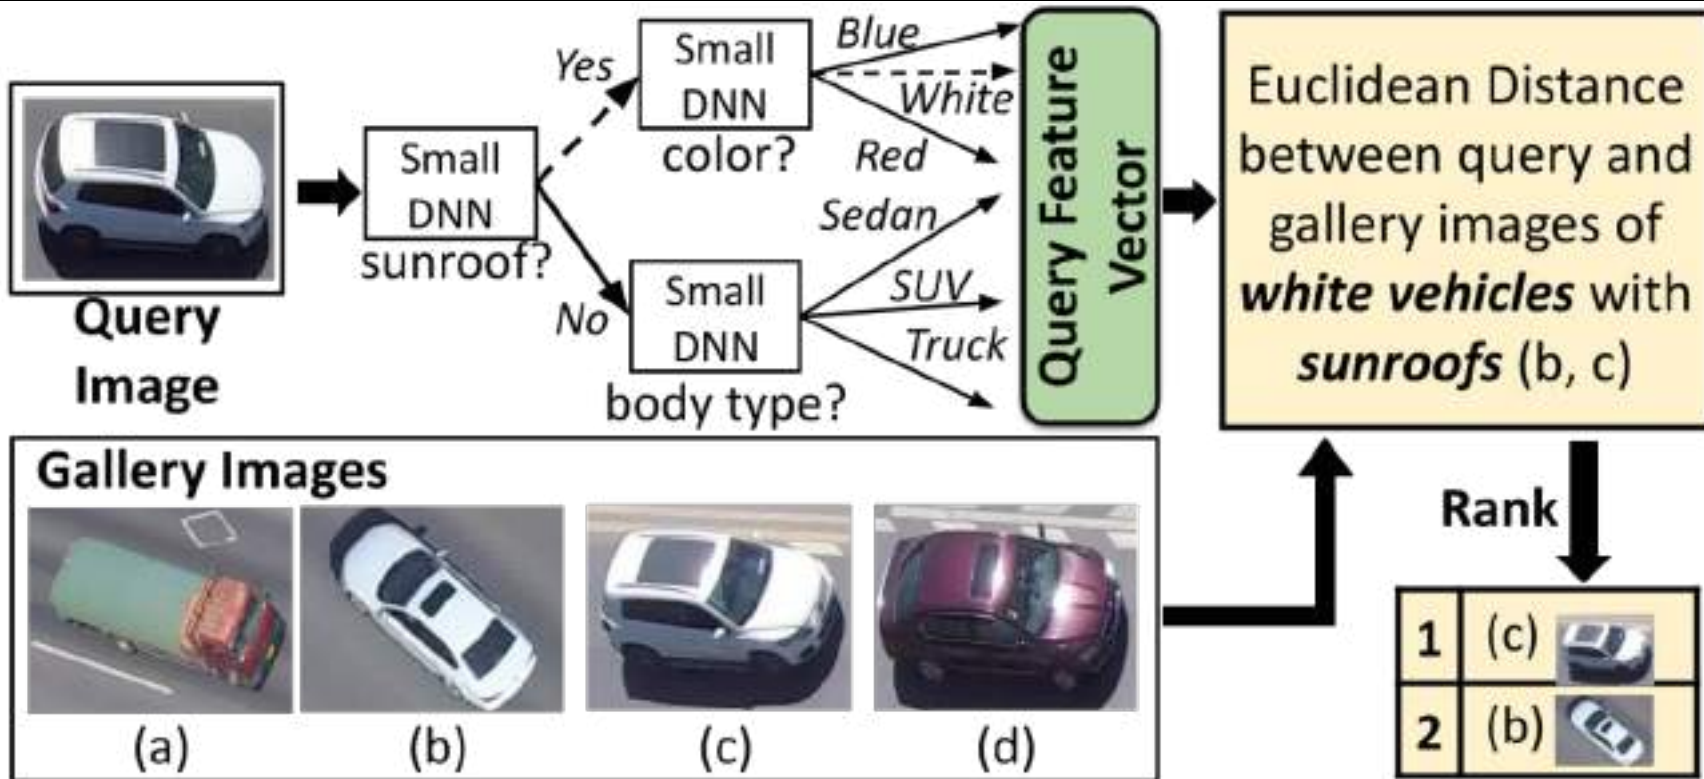 Query
Image
Small
DNN
sunroof?
Yes
No
Small
DNN
color?
Blue
White
Red
Small
DNN
body type?
Sedan
SUV
Truck
Query Feature
Vector
Euclidean Distance
between query and
gallery images of
white vehicles with
sunroofs (b, c)
Gallery Images
(a)
(b)
(c)
(d)
Rank
1 (c)
2 (b)